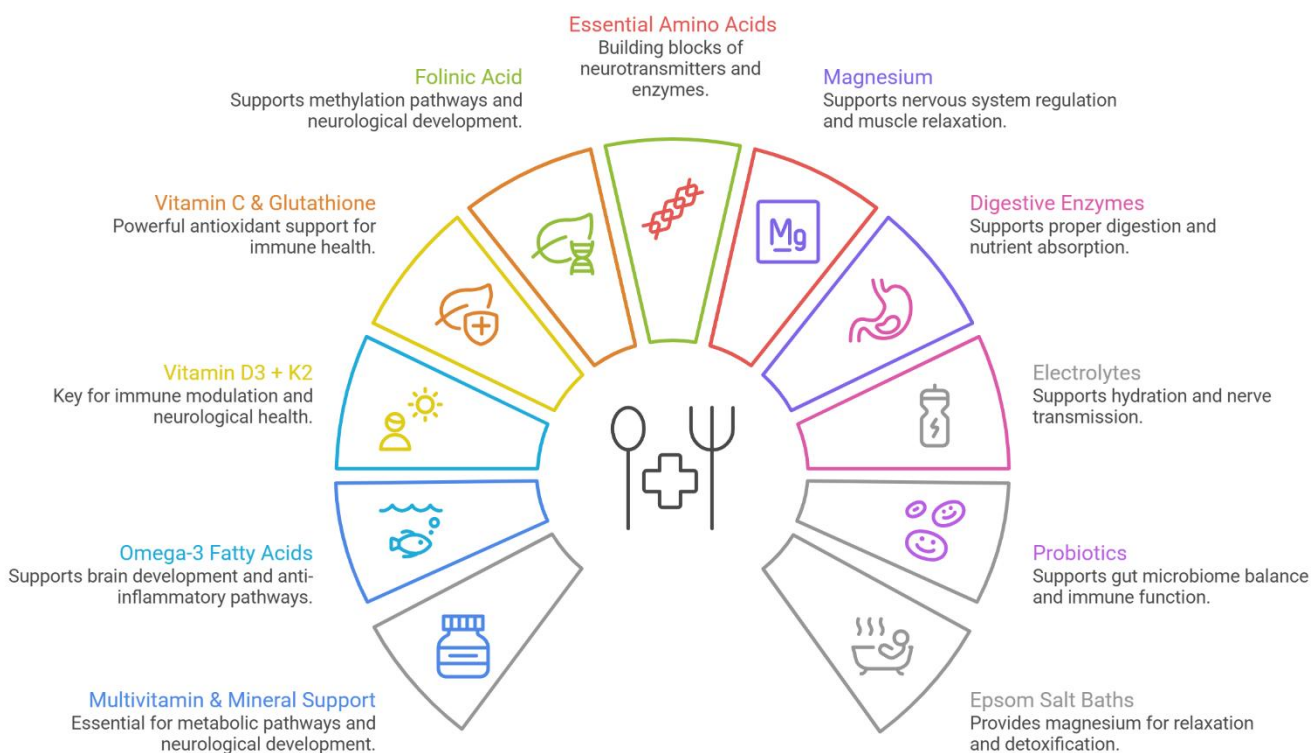 Essential Amino Acids
Building blocks of
neurotransmitters and
enzymes.
Folinic Acid
Supports methylation pathways and
neurological development.
Magnesium
Supports nervous system regulation
and muscle relaxation.
Vitamin C & Glutathione
Powerful antioxidant support for
immune health.
Digestive Enzymes
Supports proper digestion and
nutrient absorption.
Mg
Vitamin D3 + K2
Key for immune modulation and
neurological health.
Electrolytes
Supports hydration and nerve
transmission.
Omega-3 Fatty Acids
Supports brain development and anti-
inflammatory pathways.
Probiotics
Supports gut microbiome balance
and immune function.
Multivitamin & Mineral Support
Essential for metabolic pathways and
neurological development.
Epsom Salt Baths
Provides magnesium for relaxation
and detoxification.